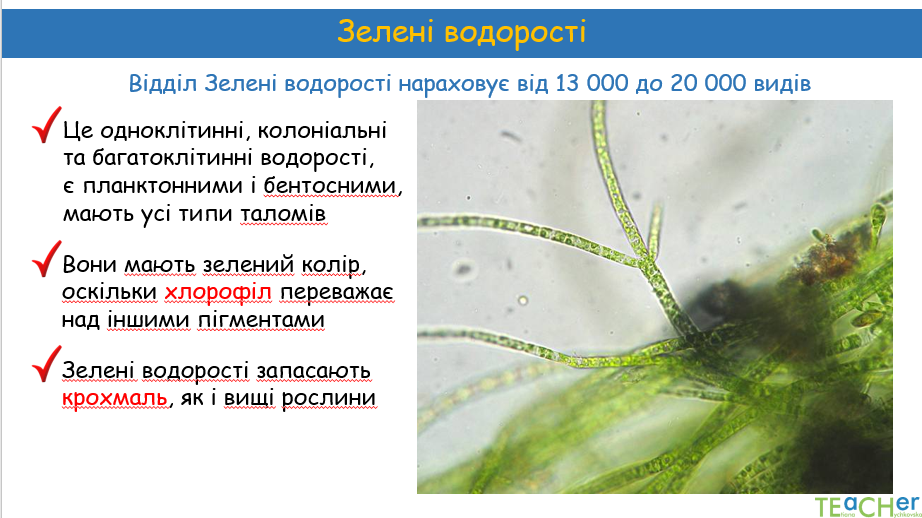 Зелені водорості
Відділ Зелені водорості нараховує від 13 000 до 20 000 видів
Це одноклітинні, колоніальні
та багатоклітинні водорості,
є планктонними і бентосними,
мають усі типи таломів
Вони мають зелений колір,
оскільки хлорофіл переважає
над іншими пігментами
Зелені водорості запасають
крохмаль, як і вищі рослини
TEaCHer